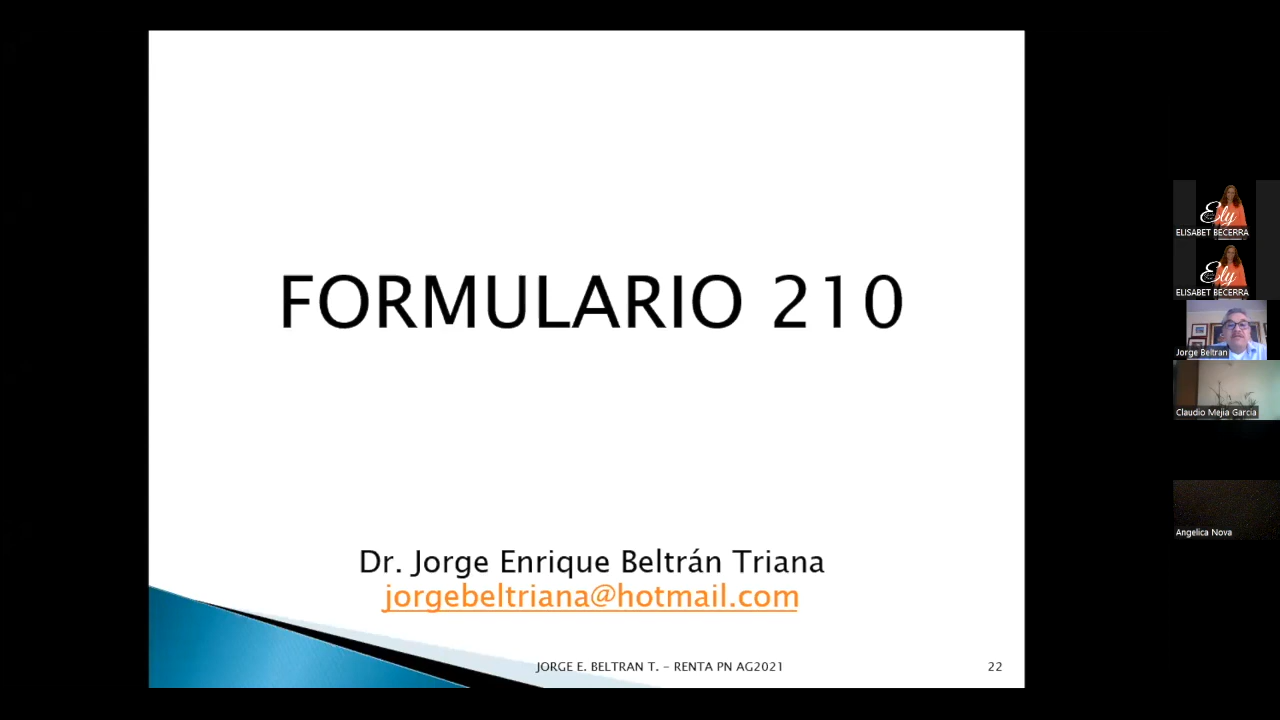 FORMULARIO 210
Dr. Jorge Enrique Beltrán Triana
jorgebeltriana@hotmail.com
JORGE E. BELTRAN T. - RENTA PN AG2021
22
Ely
ELISABET BECERRA
Ely
ELISABET BECERRA
Jorge Beltran
Claudio Mejia Garcia
Angelica Nova